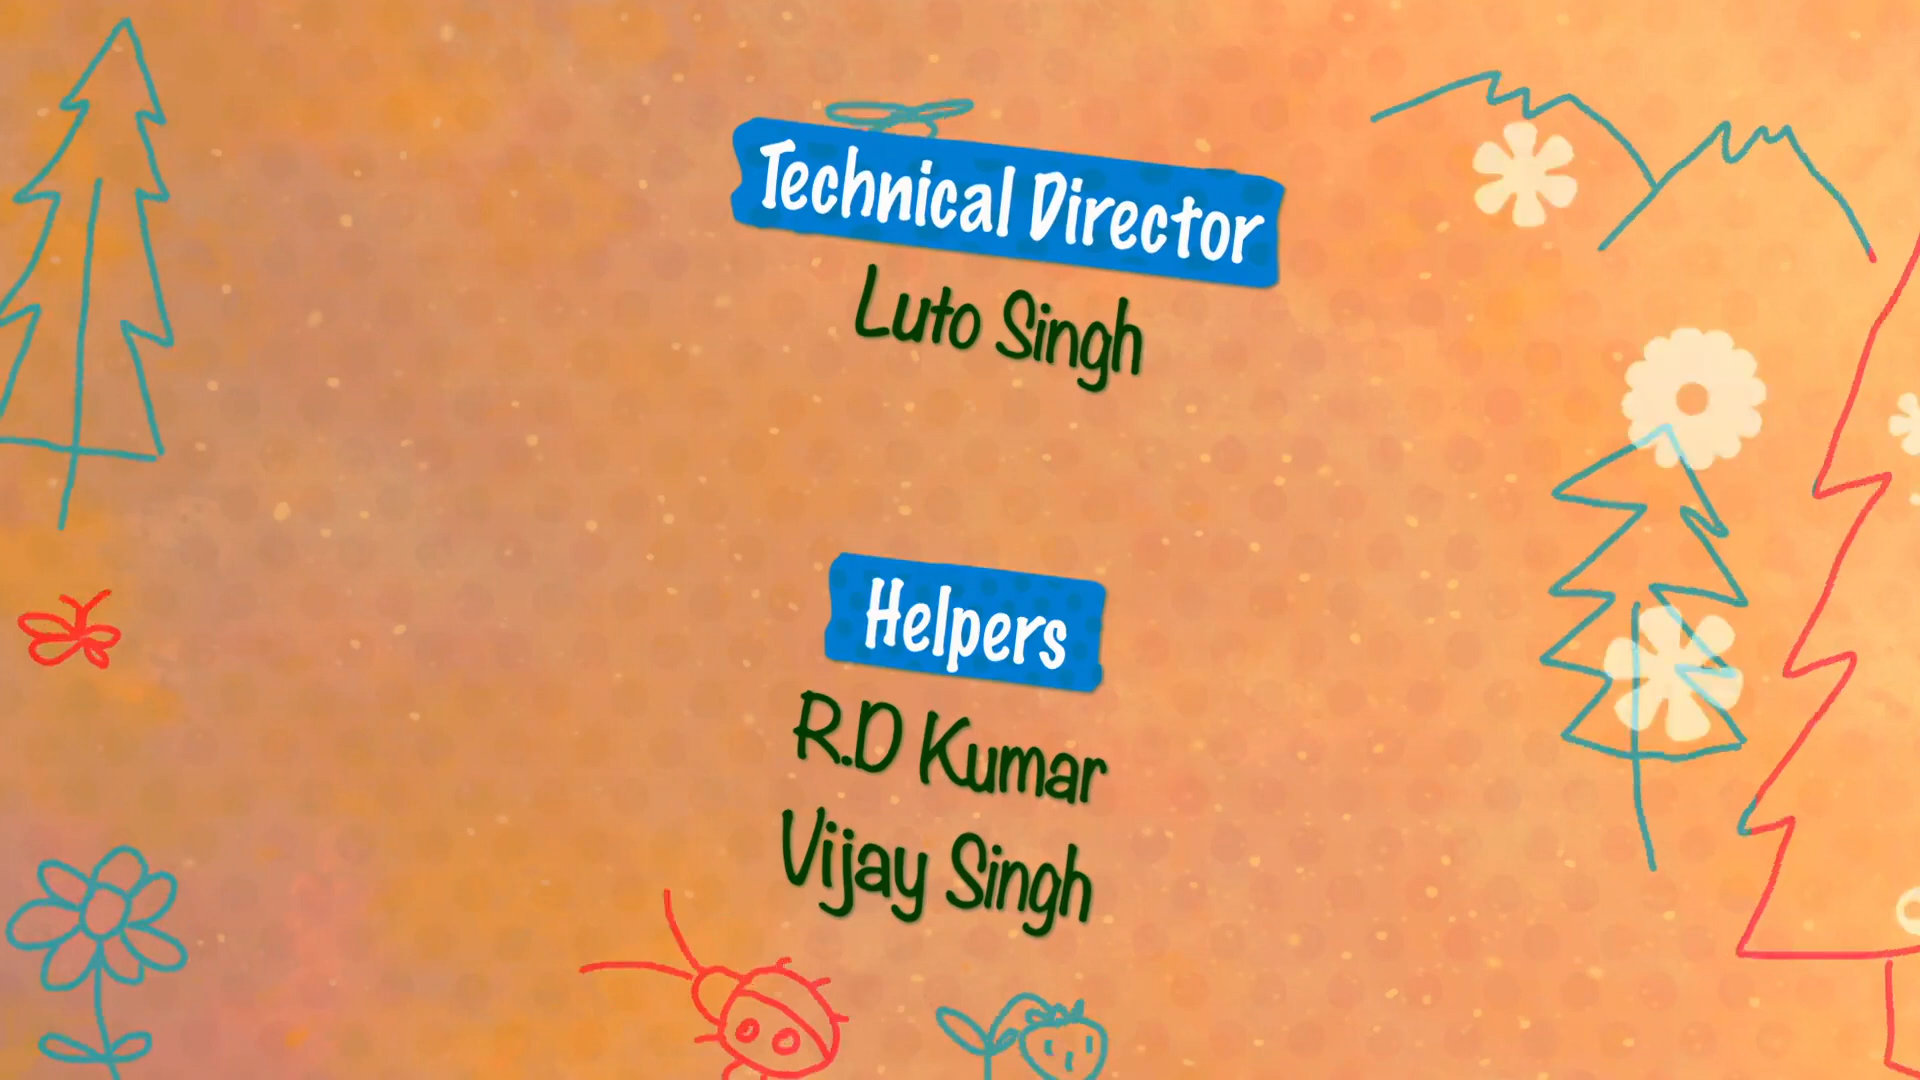 Technical Director
Luto Singh
Helpers
R.D Kumar
Vijay Singh